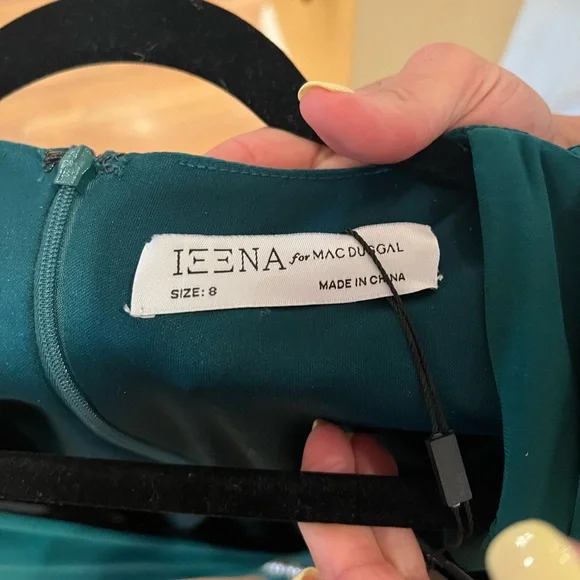 IEENA for MAC DUGGAL
SIZE: 8 MADE IN CHINA